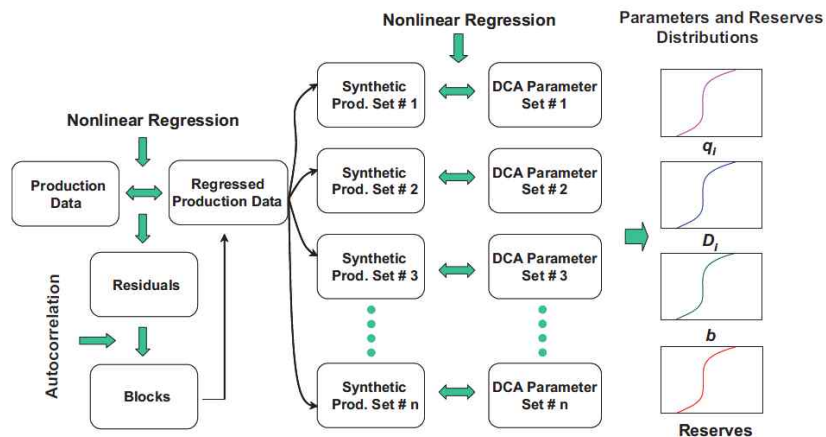 Nonlinear Regression
Parameters and Reserves
Distributions
Nonlinear Regression
Production
Data
Regressed
Production Data
Residuals
Autocorrelation
Blocks
Synthetic
Prod. Set # 1
DCA Parameter
Set # 1
Synthetic
Prod. Set # 2
DCA Parameter
Set # 2
Synthetic
Prod. Set # 3
DCA Parameter
Set # 3
Synthetic
Prod. Set # n
DCA Parameter
Set # n
qi
Di
b
Reserves